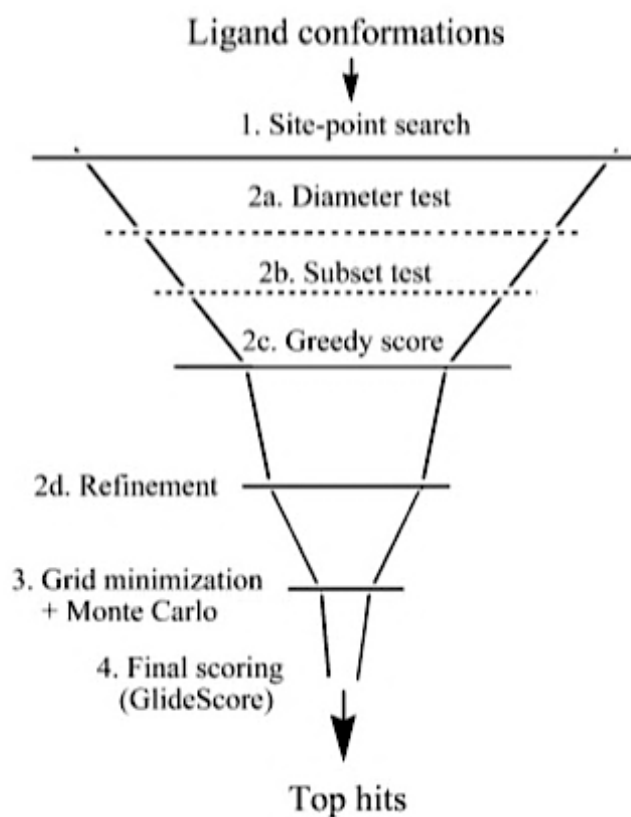 Ligand conformations
1. Site-point search
2a. Diameter test
2b. Subset test
2c. Greedy score
2d. Refinement
3. Grid minimization
+ Monte Carlo
4. Final scoring
(GlideScore)
Top hits